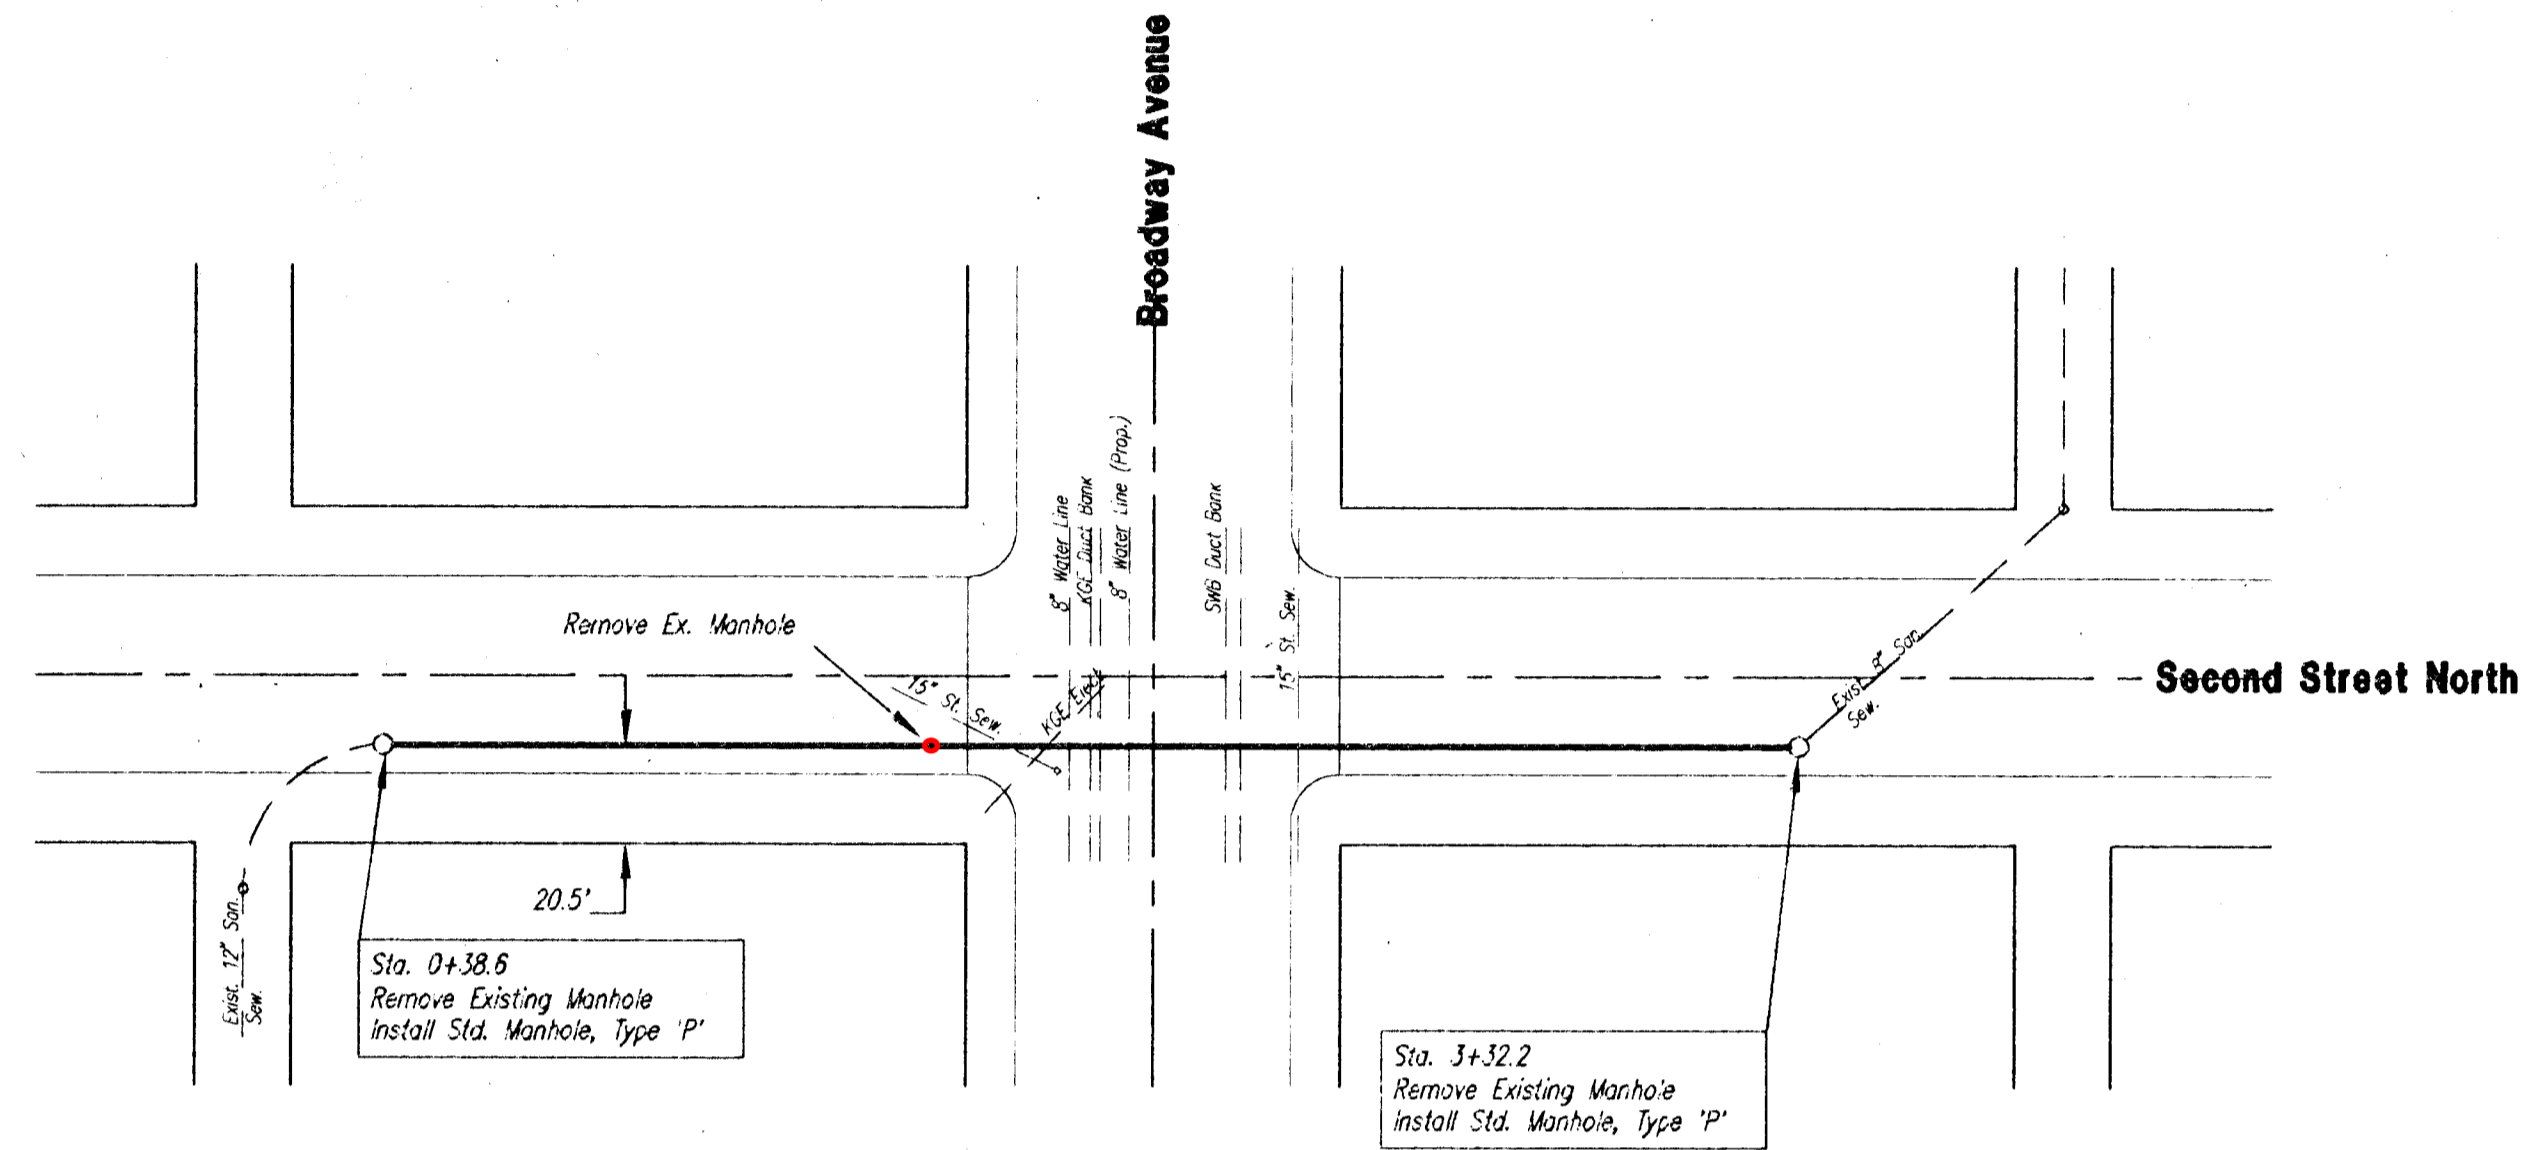 Broadway Avenue
8" Water Line
KGE Duct Bank
8" Water Line (Prop.)
SWB Duct Bank
15" St. Sew.
Remove Ex. Manhole
15" St. Sew.
KGE Elect.
Exist. 8" San.
Sew.
Second Street North
20.5'
Exist. 12" San.
Sew.
Sta. 0+38.6
Remove Existing Manhole
Install Std. Manhole, Type 'P'
Sta. 3+32.2
Remove Existing Manhole
Install Std. Manhole, Type 'P'